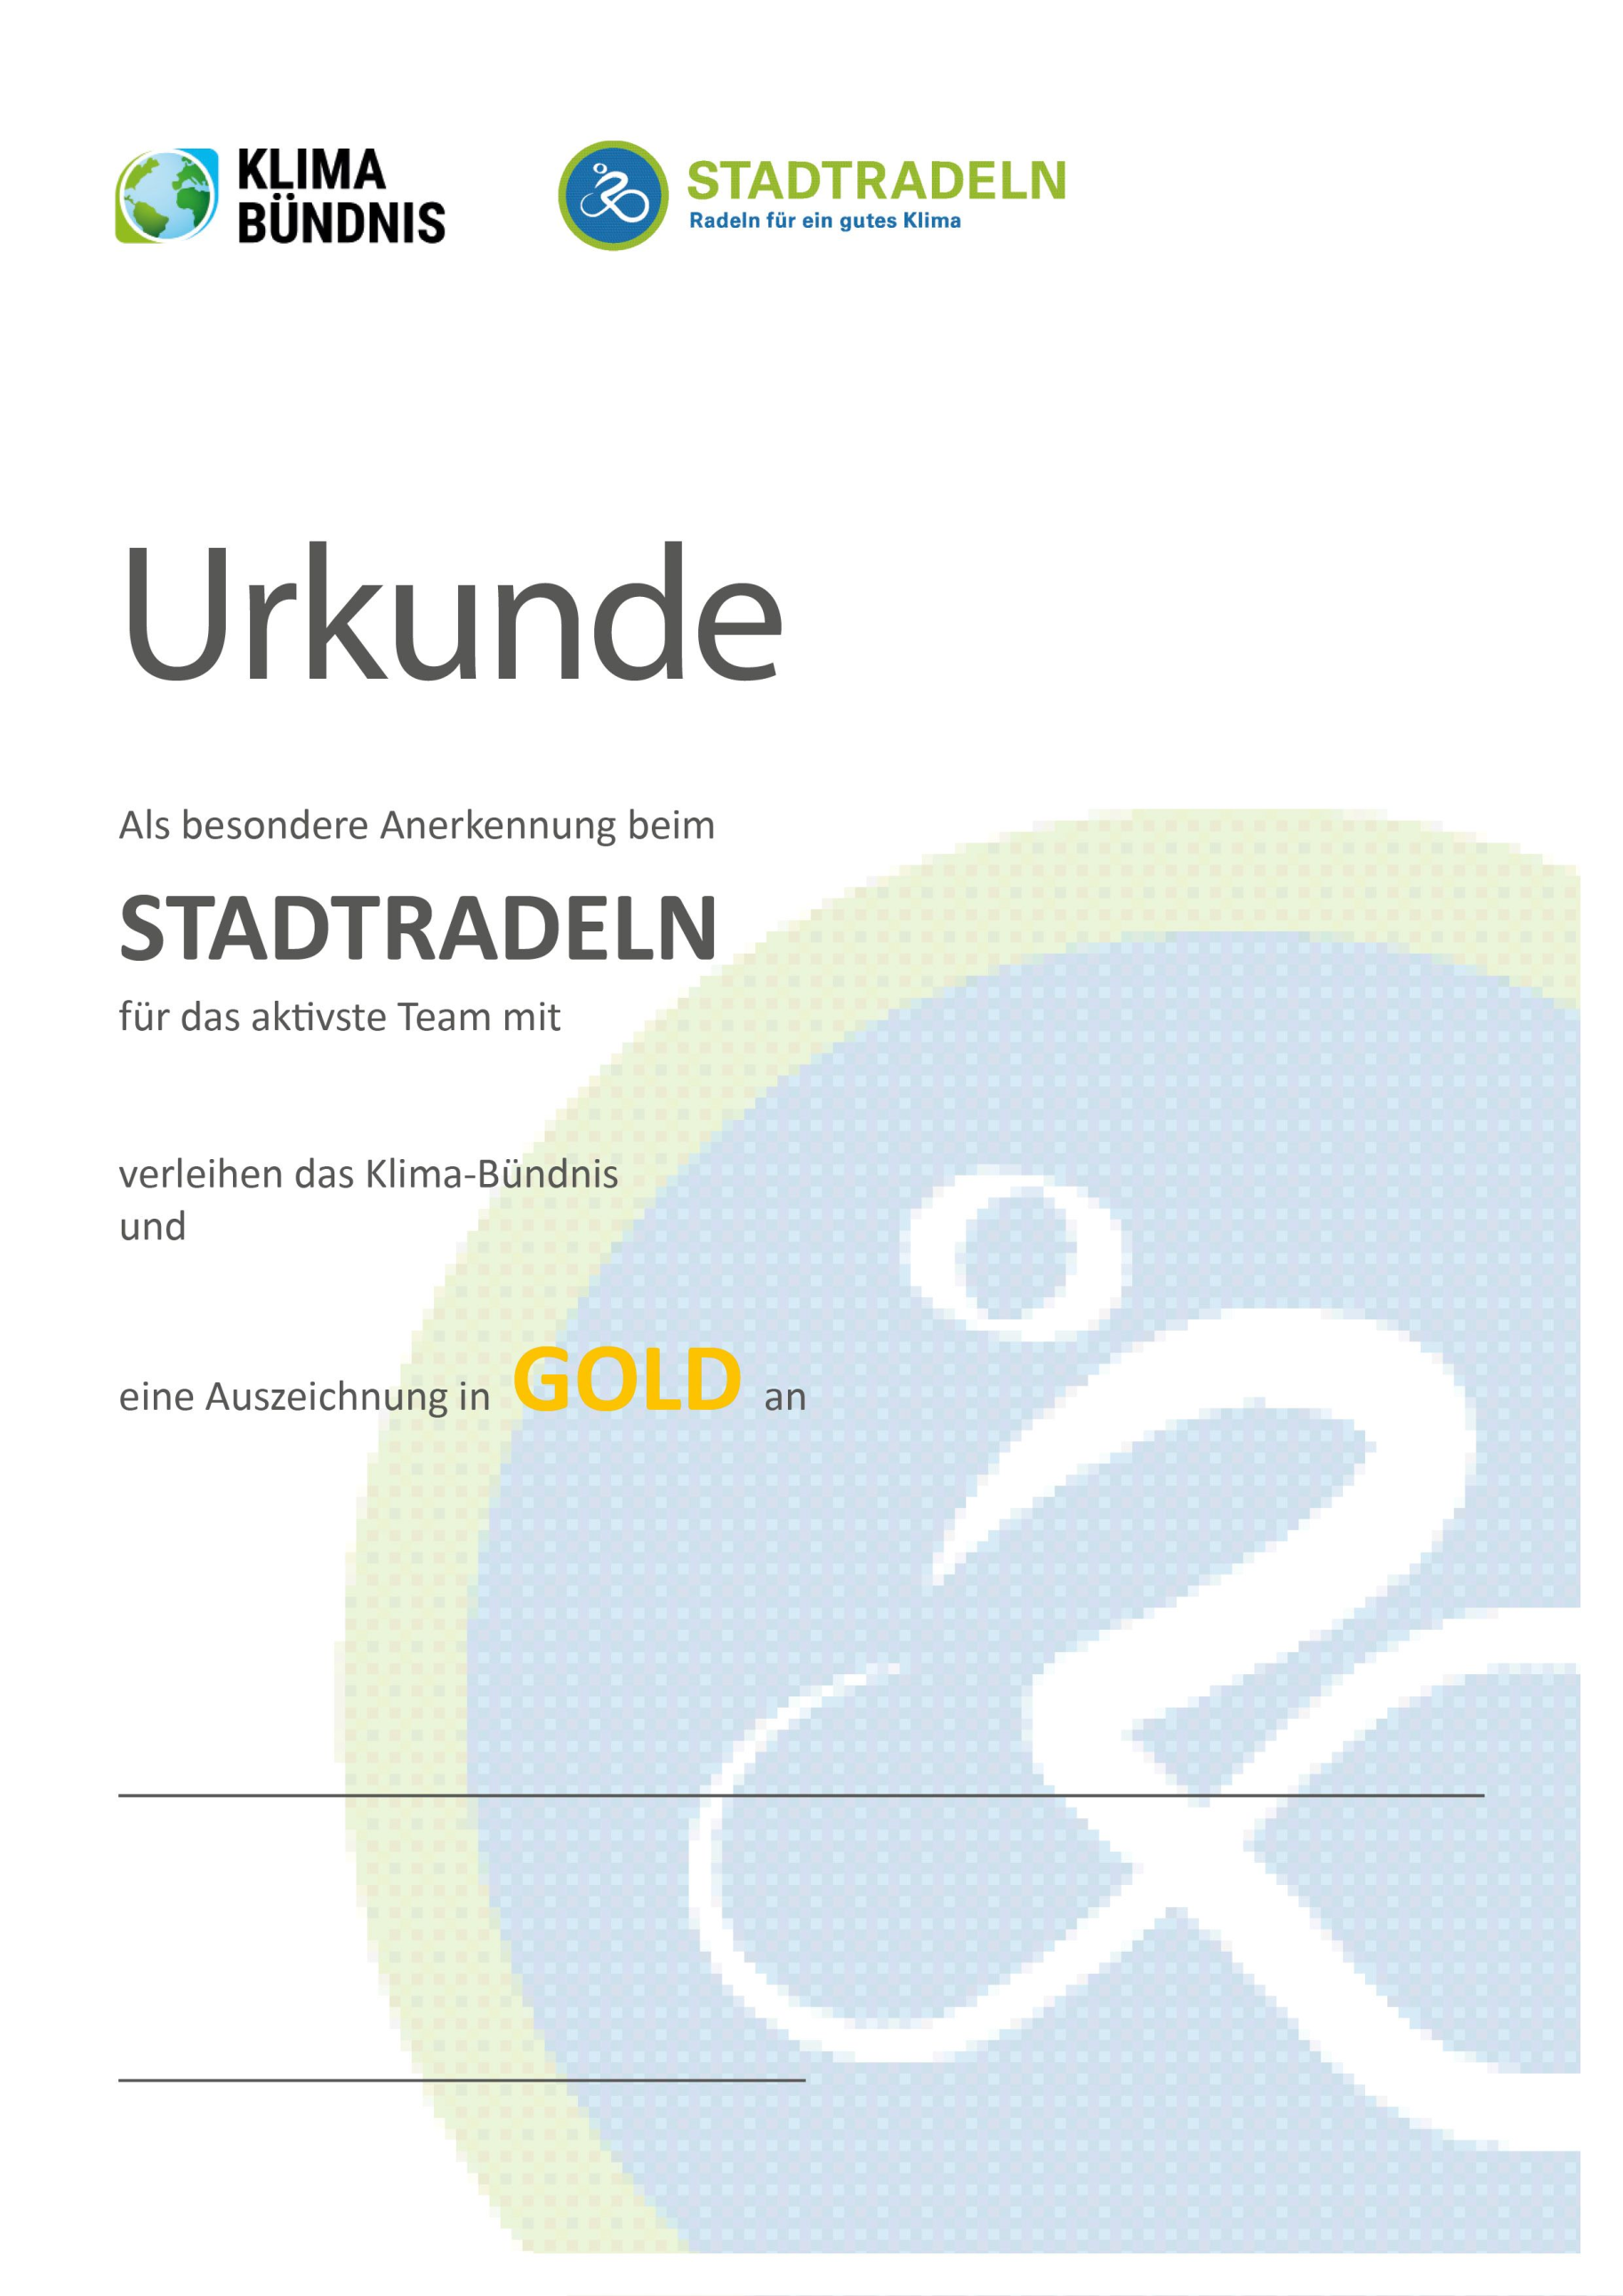 KLIMA
BÜNDNIS
STADTRADELN
Radeln für ein gutes Klima
Urkunde
Als besondere Anerkennung beim
STADTRADELN
für das aktivste Team mit
verleihen das Klima-Bündnis
und
eine Auszeichnung in GOLD an